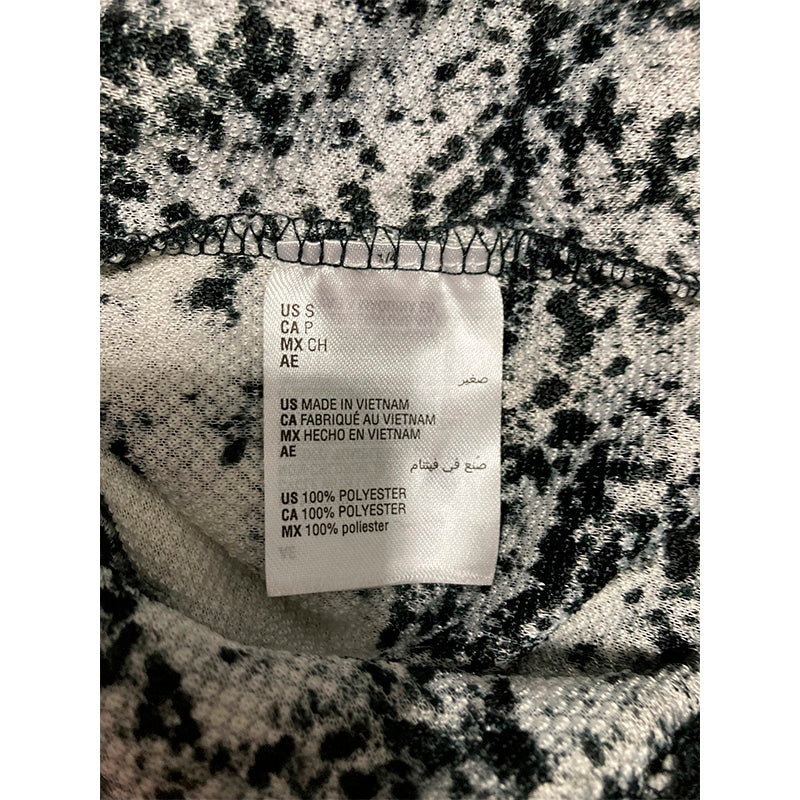 US S
CA P
MX CH
AE
صغير
US MADE IN VIETNAM
CA FABRIQUÉ AU VIETNAM
MX HECHO EN VIETNAM
AE
صُنع في فيتنام
US 100% POLYESTER
CA 100% POLYESTER
MX 100% poliester